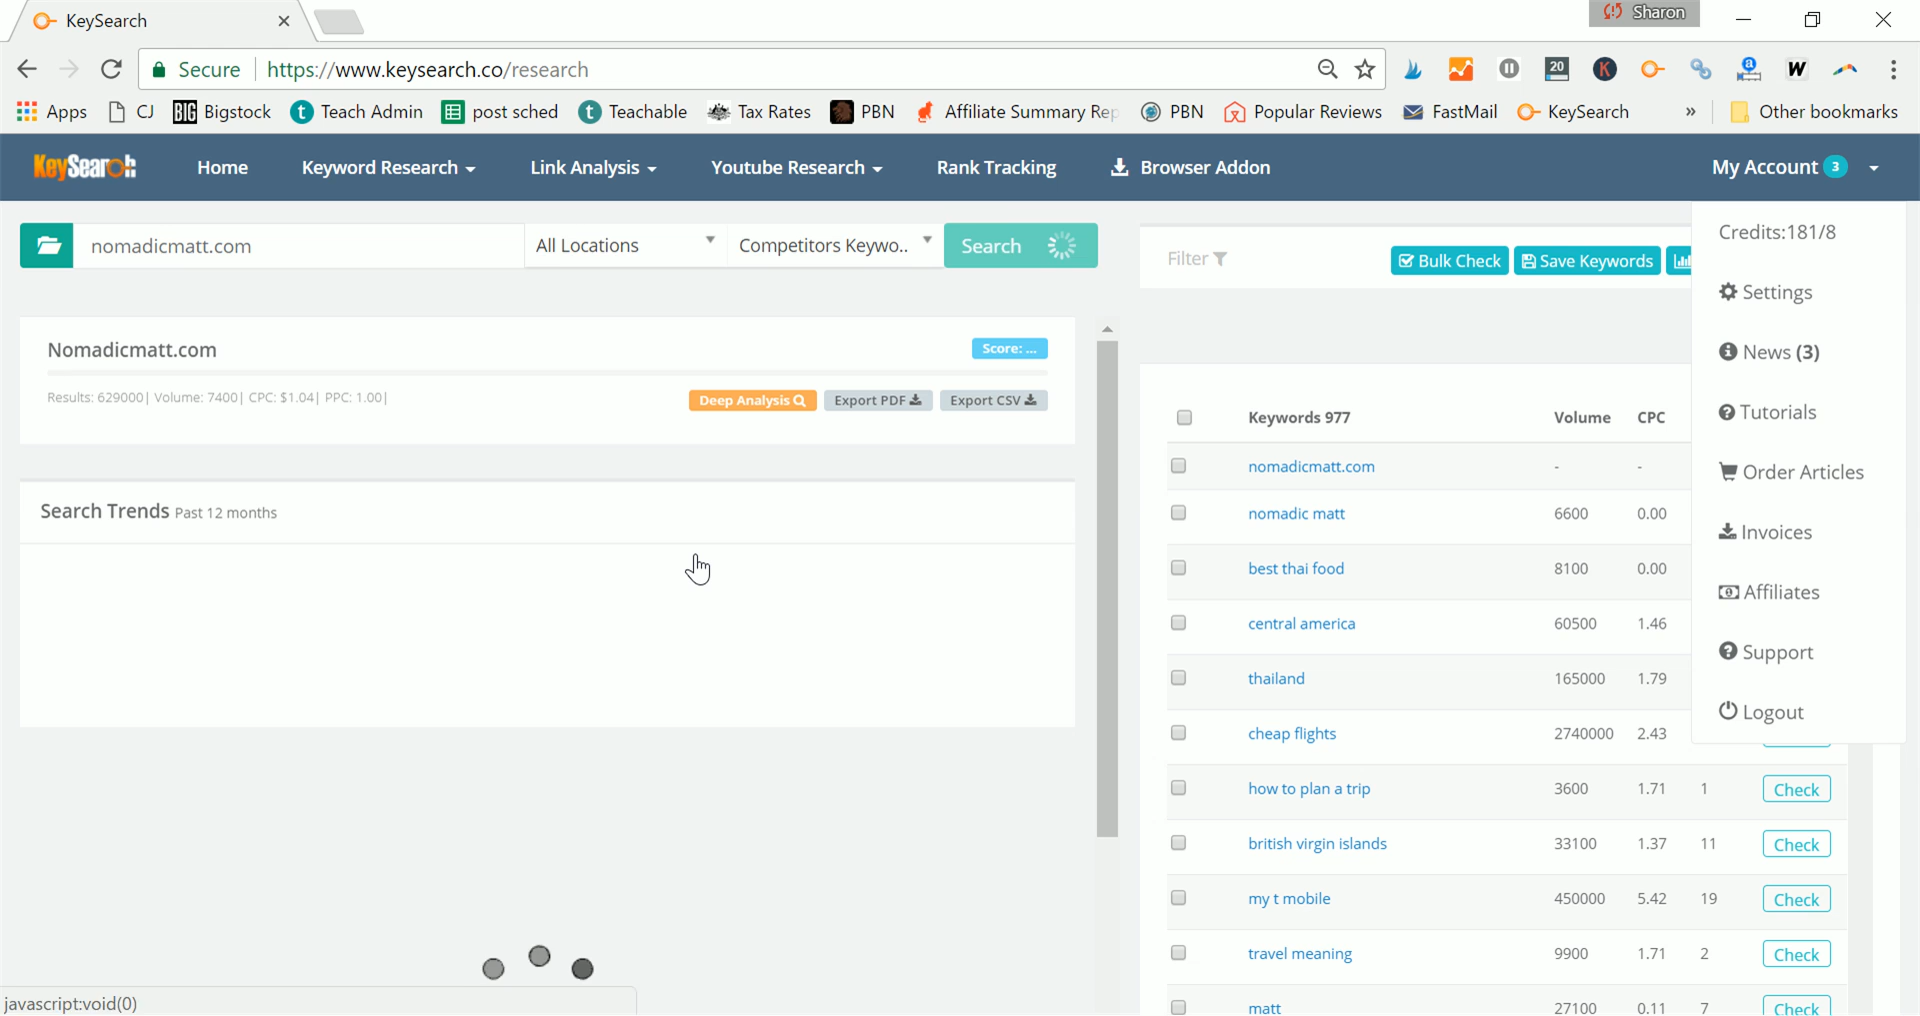 KeySearch
Sharon
Secure https://www.keysearch.co/research
20
K
a
W
Apps CJ BIG Bigstock t Teach Admin post sched t Teachable Tax Rates PBN Affiliate Summary Rep PBN Popular Reviews FastMail KeySearch » Other bookmarks
KeySearch Home Keyword Research Link Analysis Youtube Research Rank Tracking Browser Addon My Account 3
nomadicmatt.com All Locations Competitors Keywo.. Search
Filter Bulk Check Save Keywords
Credits:181/8
Settings
News (3)
Tutorials
Order Articles
Invoices
Affiliates
Support
Logout
Nomadicmatt.com Score: ...
Results: 629000| Volume: 7400| CPC: $1.04| PPC: 1.00| Deep Analysis Export PDF Export CSV
Search Trends Past 12 months
Keywords 977 Volume CPC
nomadicmatt.com - -
nomadic matt 6600 0.00
best thai food 8100 0.00
central america 60500 1.46
thailand 165000 1.79
cheap flights 2740000 2.43
how to plan a trip 3600 1.71 1 Check
british virgin islands 33100 1.37 11 Check
my t mobile 450000 5.42 19 Check
travel meaning 9900 1.71 2 Check
matt 27100 0.11 7 Check
javascript:void(0)